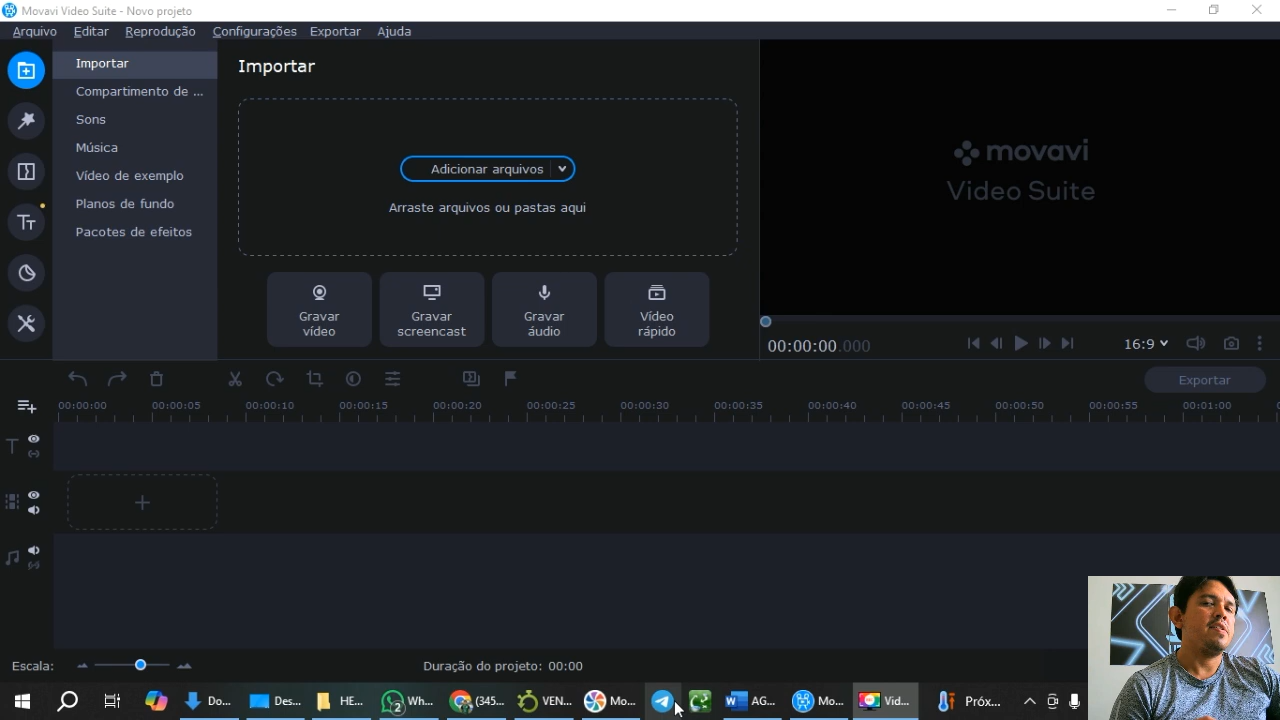 Movavi Video Suite - Novo projeto
Arquivo Editar Reprodução Configurações Exportar Ajuda
Importar
Compartimento de ...
Sons
Música
Vídeo de exemplo
Planos de fundo
Pacotes de efeitos
Importar
Adicionar arquivos
Arraste arquivos ou pastas aqui
Gravar
vídeo
Gravar
screencast
Gravar
áudio
Vídeo
rápido
movavi
Video Suite
00:00:00.000
16:9
Exportar
00:00:00 00:00:05 00:00:10 00:00:15 00:00:20 00:00:25 00:00:30 00:00:35 00:00:40 00:00:45 00:00:50 00:00:55 00:01:00
Escala:
Duração do projeto: 00:00
Do... Des... HE... 2 Wh... (345... VEN... Mo... AG... Mo... Vid... Próx...